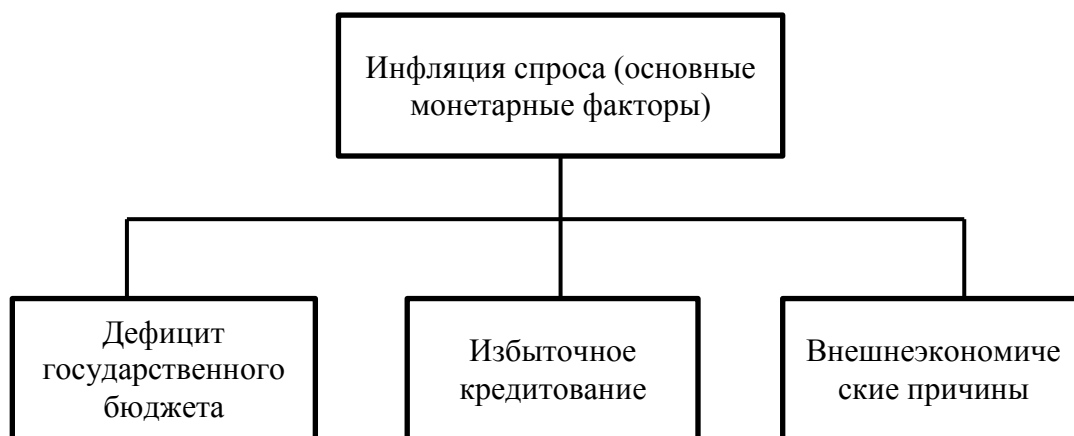 Инфляция спроса (основные
монетарные факторы)
Дефицит
государственного
бюджета
Избыточное
кредитование
Внешнеэкономиче
ские причины